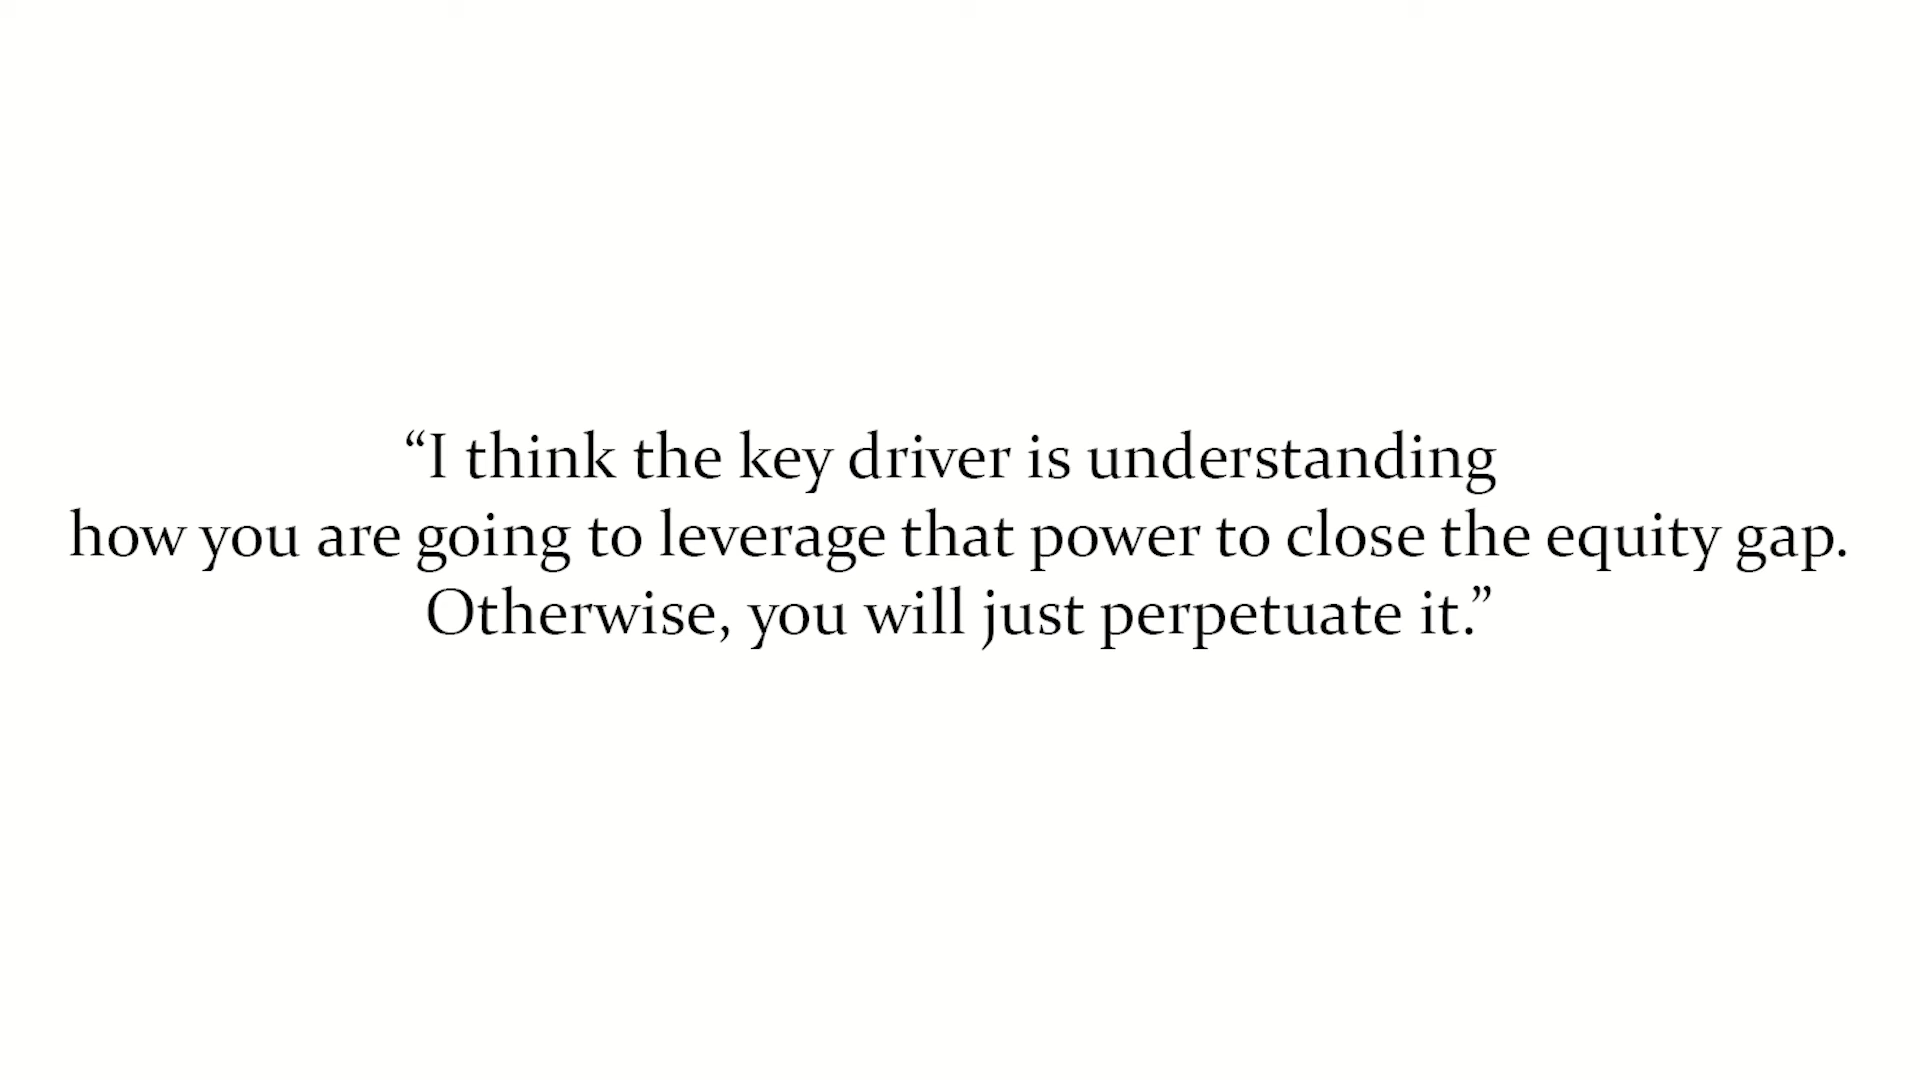 “I think the key driver is understanding
how you are going to leverage that power to close the equity gap.
Otherwise, you will just perpetuate it.”